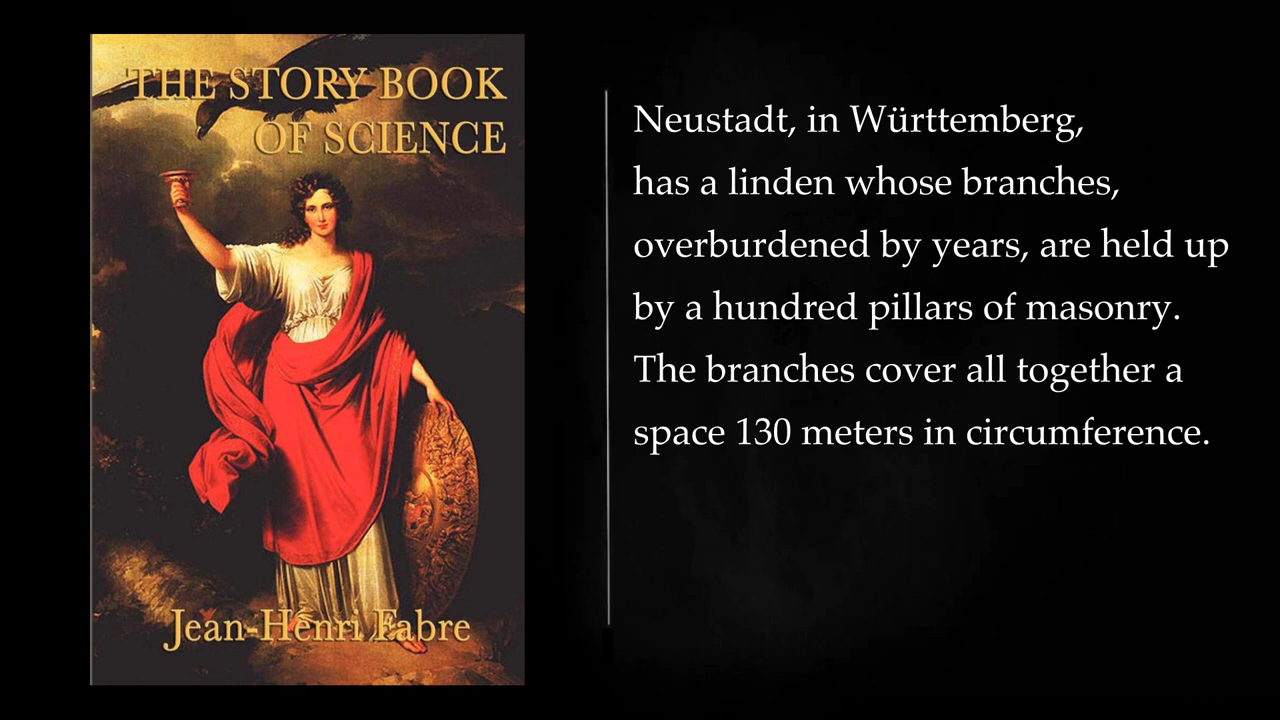 THE STORY BOOK
OF SCIENCE
Jean-Henri Fabre
Neustadt, in Württemberg,
has a linden whose branches,
overburdened by years, are held up
by a hundred pillars of masonry.
The branches cover all together a
space 130 meters in circumference.